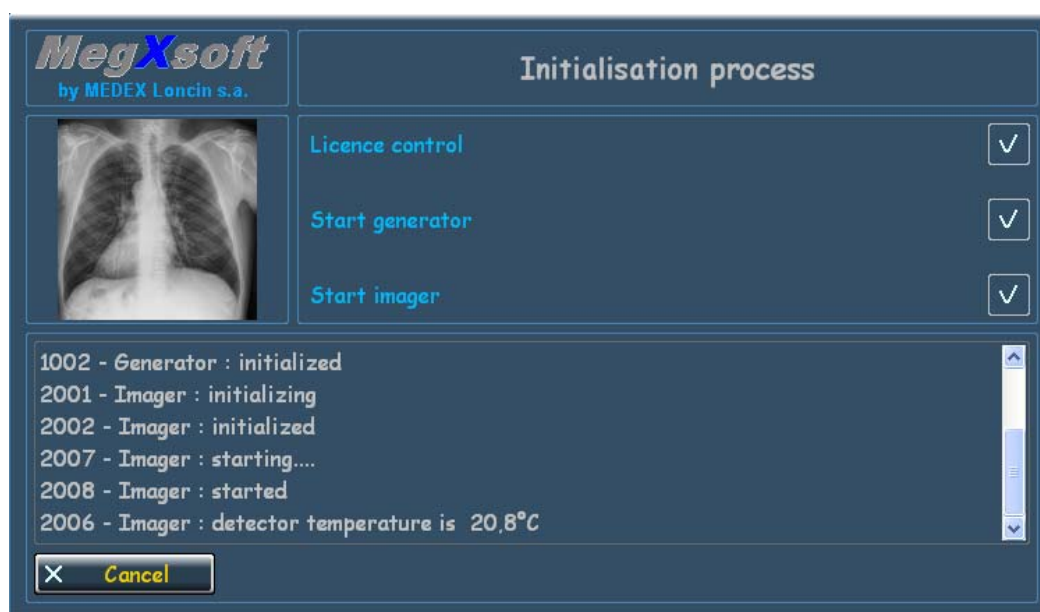 MegXsoft
by MEDEX Loncin s.a.
Initialisation process
Licence control
Start generator
Start imager
1002 - Generator : initialized
2001 - Imager : initializing
2002 - Imager : initialized
2007 - Imager : starting....
2008 - Imager : started
2006 - Imager : detector temperature is 20,8°C
Cancel